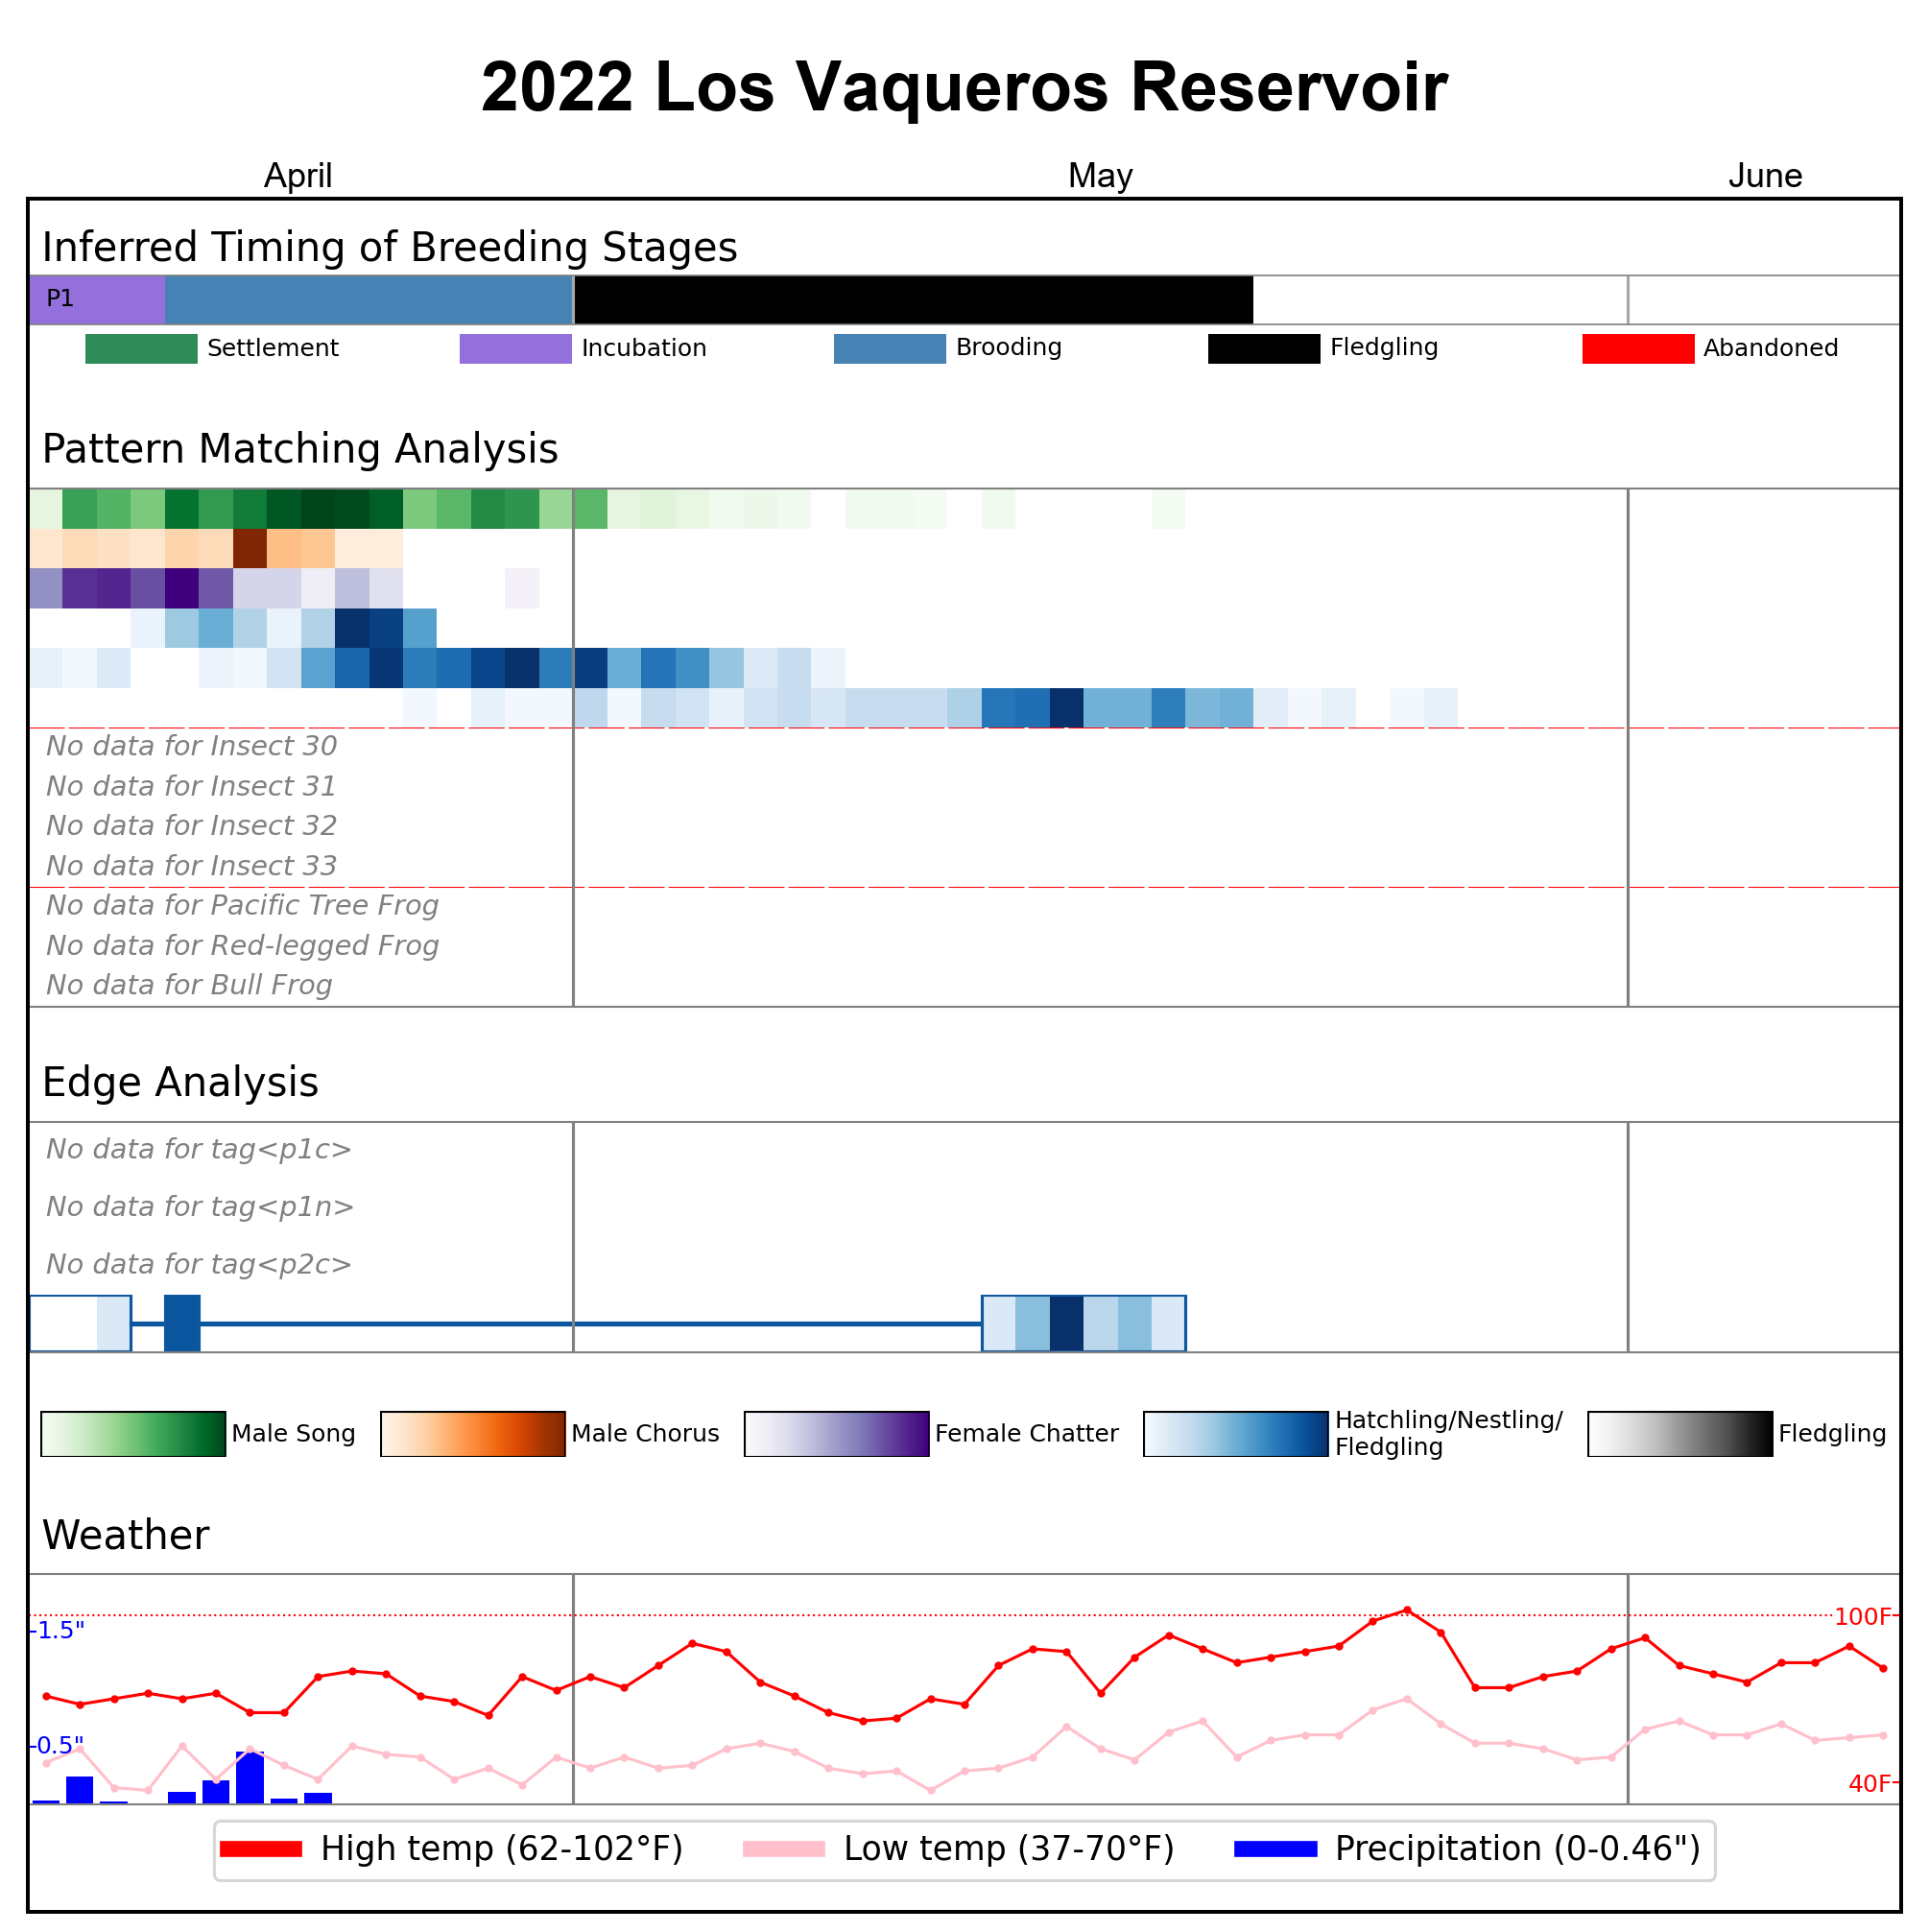 2022 Los Vaqueros Reservoir
April May June
Inferred Timing of Breeding Stages
P1
Settlement Incubation Brooding Fledgling Abandoned
Pattern Matching Analysis
No data for Insect 30
No data for Insect 31
No data for Insect 32
No data for Insect 33
No data for Pacific Tree Frog
No data for Red-legged Frog
No data for Bull Frog
Edge Analysis
No data for tag<p1c>
No data for tag<p1n>
No data for tag<p2c>
Male Song Male Chorus Female Chatter Hatchling/Nestling/ Fledgling
Fledgling
Weather
1.5" 100F
0.5"
40F
High temp (62-102°F) Low temp (37-70°F) Precipitation (0-0.46")